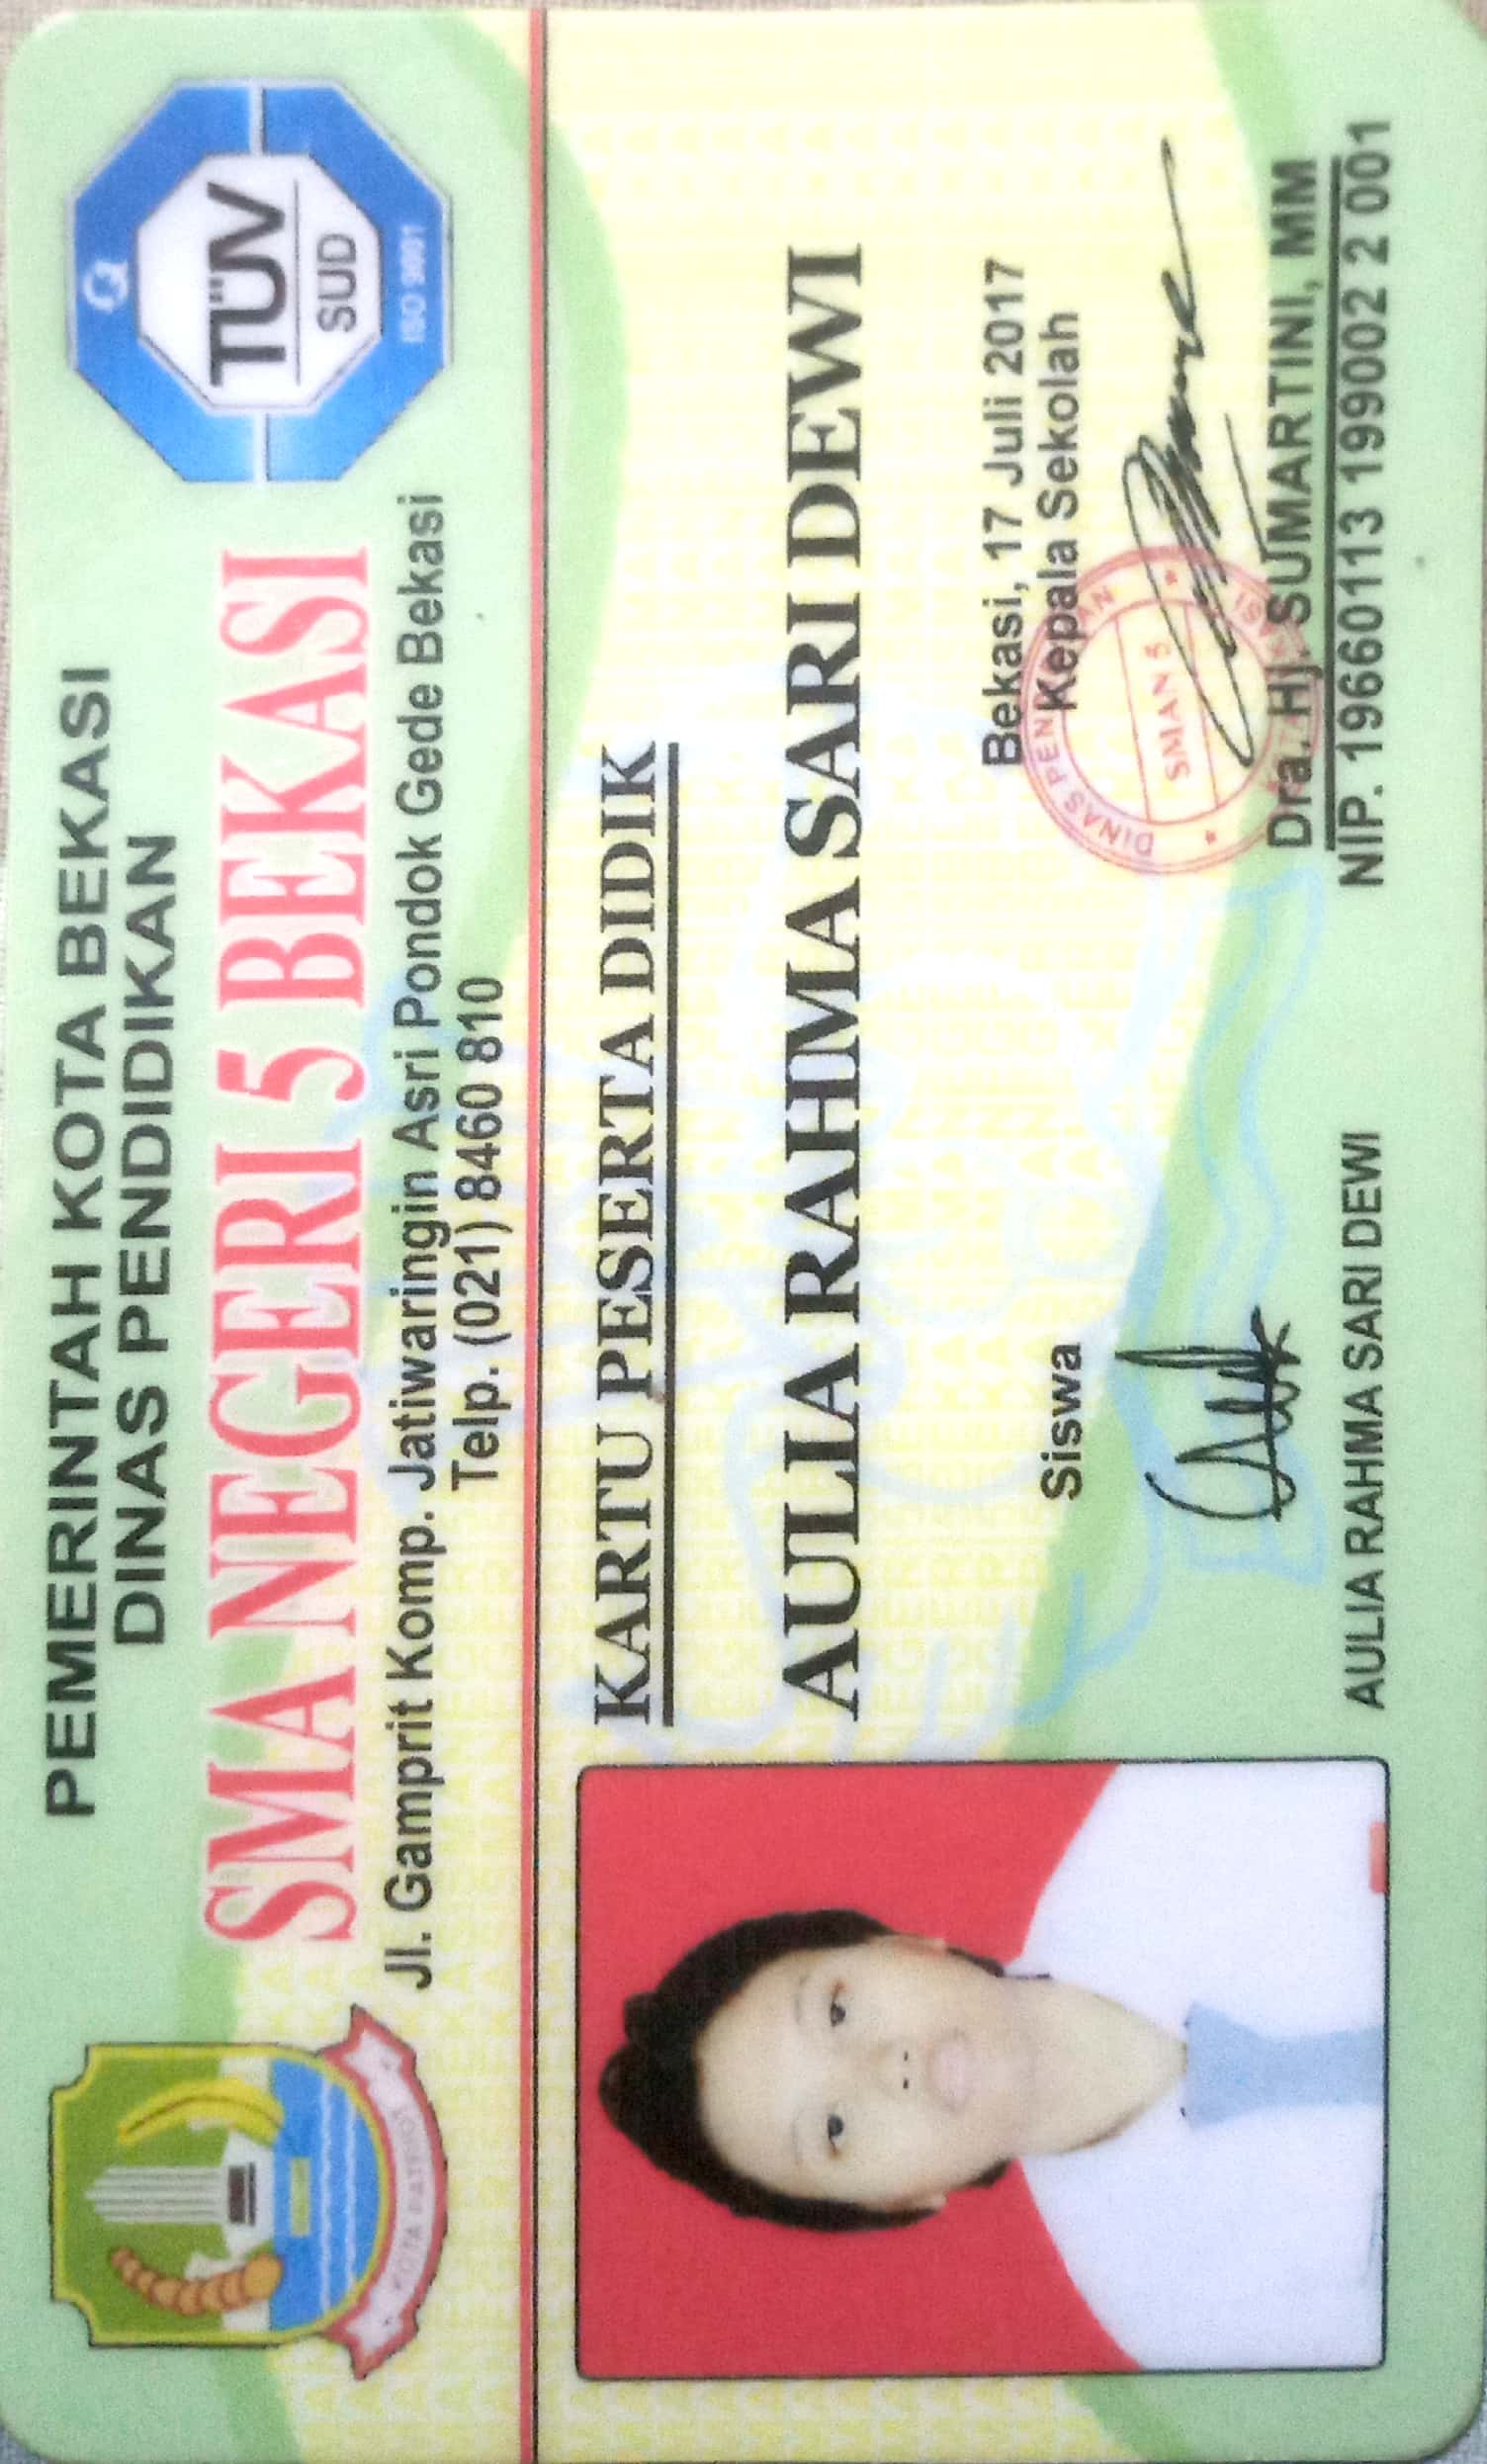 PEMERINTAH KOTA BEKASI
DINAS PENDIDIKAN
SMA NEGERI 5 BEKASI
Jl. Gamprit Komp. Jatiwaringin Asri Pondok Gede Bekasi
Telp. (021) 8460 810
KOTA PATRIOT
TÜV
SUD
ISO 9001
KARTU PESERTA DIDIK
AULIA RAHMA SARI DEWI
Siswa
AULIA RAHMA SARI DEWI
Bekasi, 17 Juli 2017
Kepala Sekolah
DINAS PENDIDIKAN
SMAN 5
Dra. Hj. SUMARTINI, MM
NIP. 19660113 199002 2 001